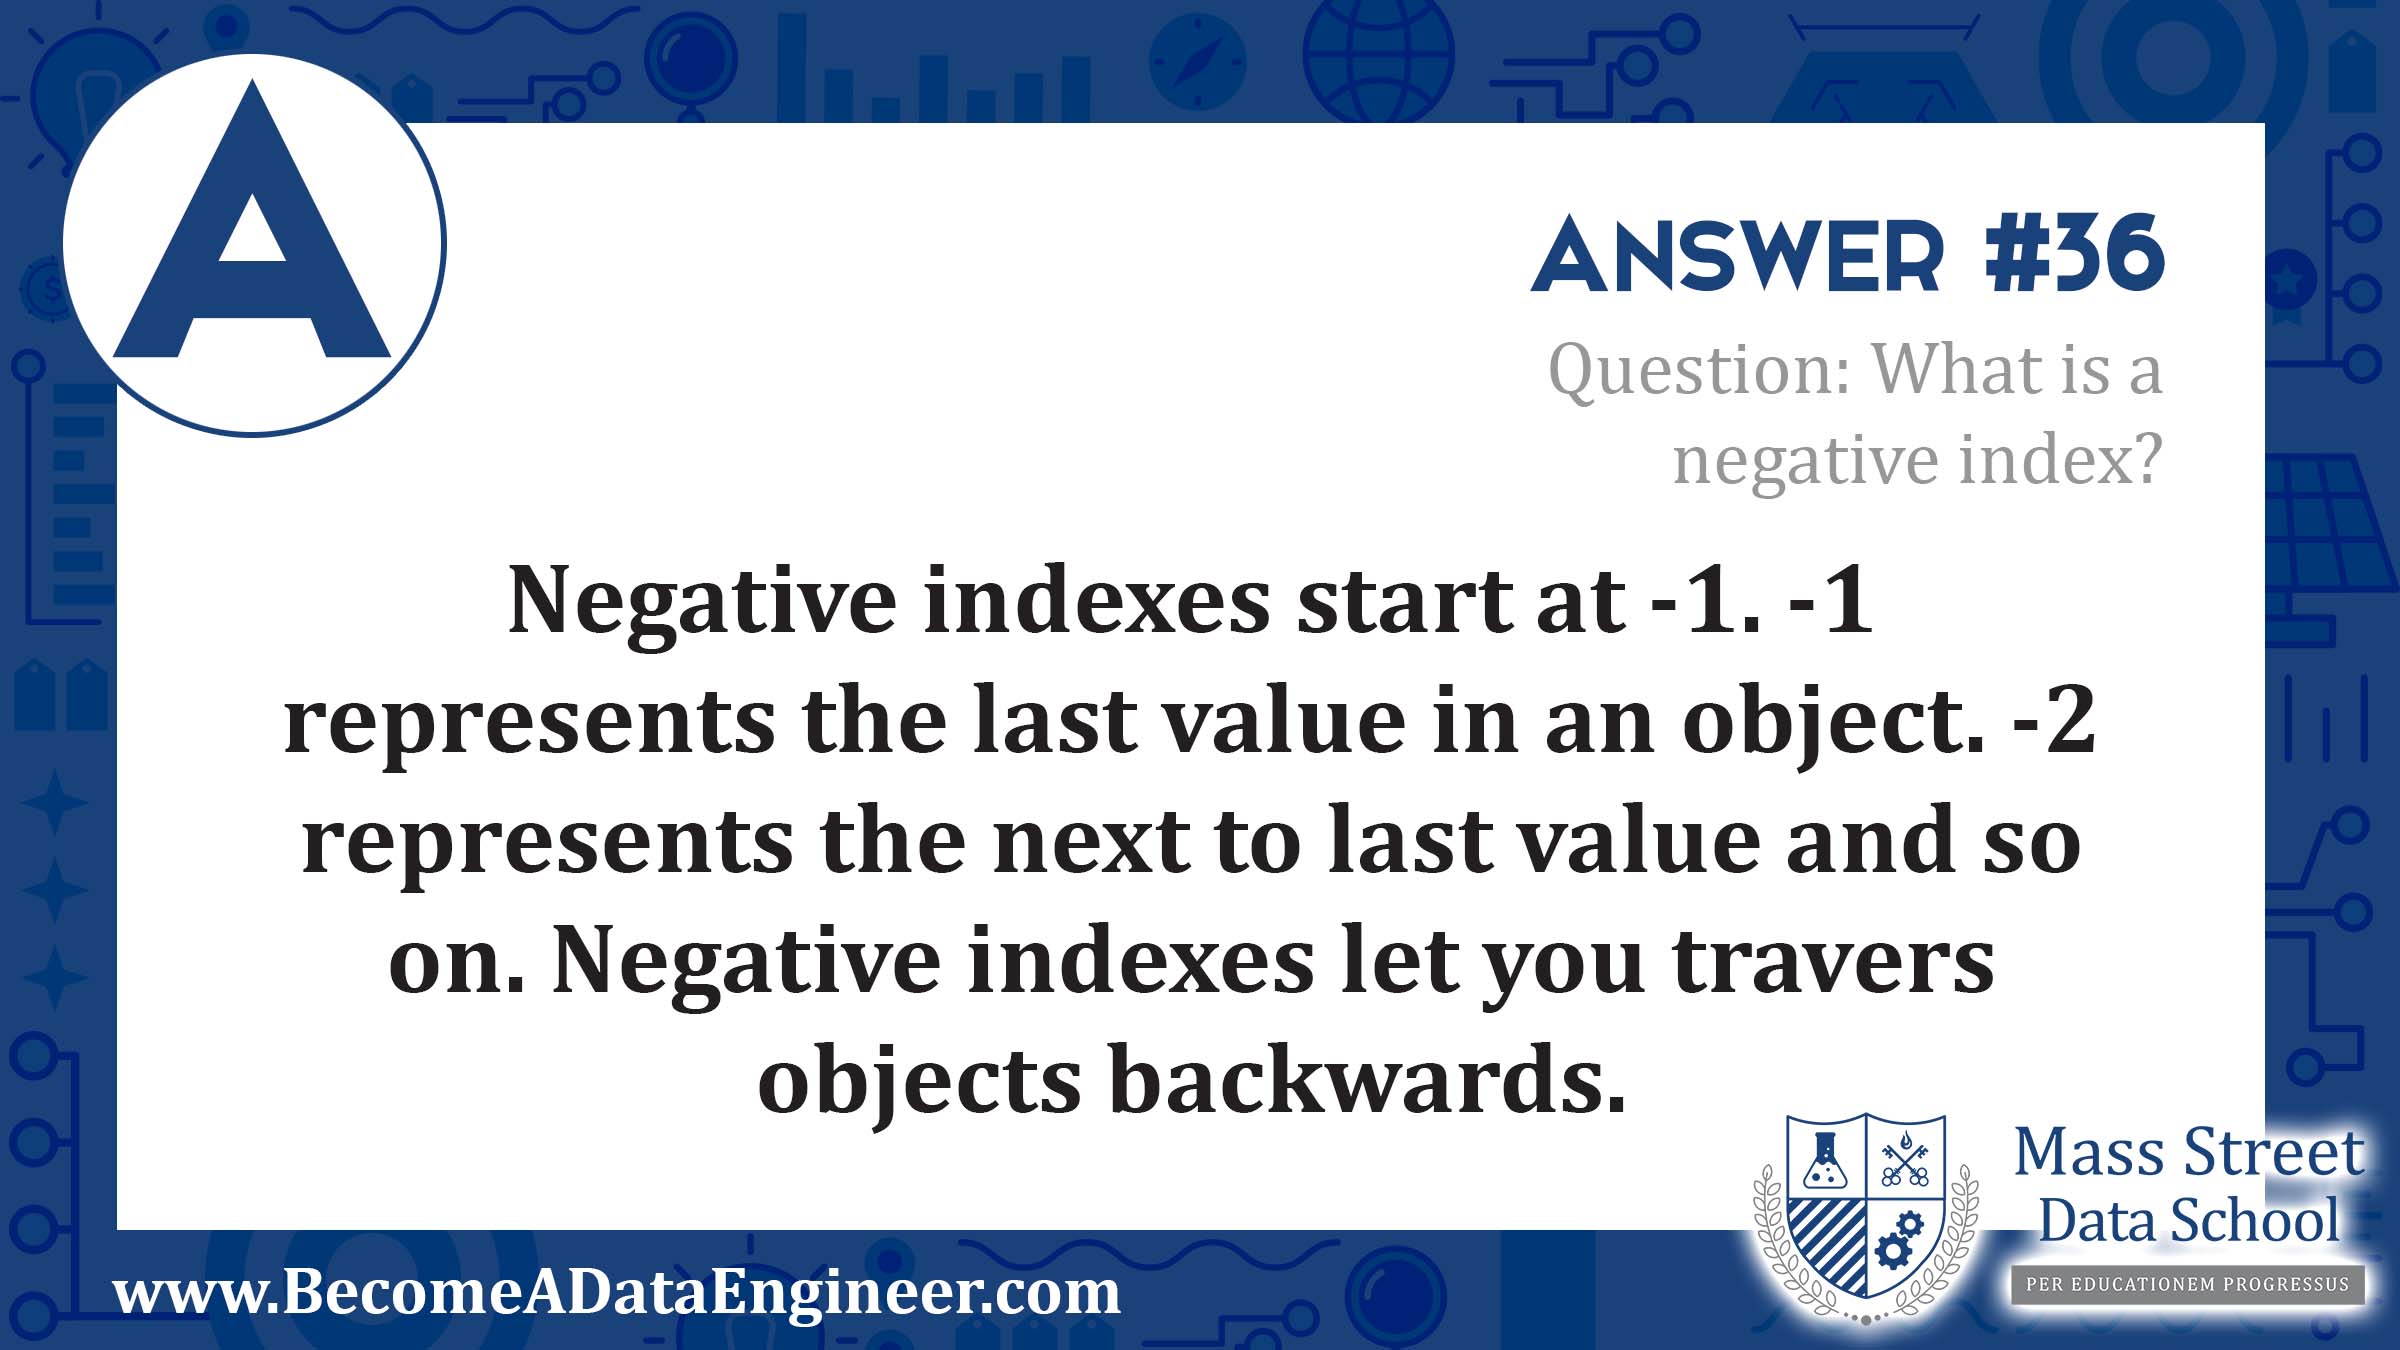 A
Answer #36
Question: What is a
negative index?
Negative indexes start at -1. -1
represents the last value in an object. -2
represents the next to last value and so
on. Negative indexes let you travers
objects backwards.
Mass Street
Data School
PER EDUCATIONEM PROGRESSUS
www.BecomeADataEngineer.com